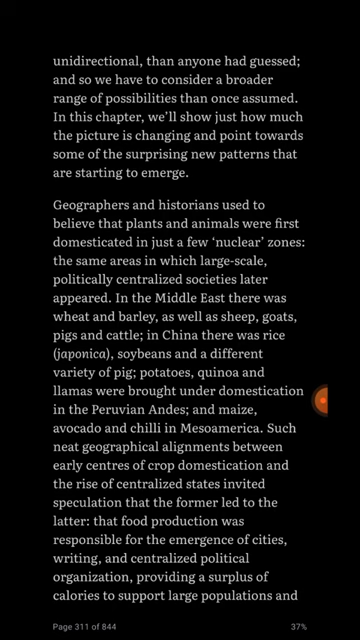 unidirectional, than anyone had guessed;
and so we have to consider a broader
range of possibilities than once assumed.
In this chapter, we’ll show just how much
the picture is changing and point towards
some of the surprising new patterns that
are starting to emerge.
Geographers and historians used to
believe that plants and animals were first
domesticated in just a few ‘nuclear’ zones:
the same areas in which large-scale,
politically centralized societies later
appeared. In the Middle East there was
wheat and barley, as well as sheep, goats,
pigs and cattle; in China there was rice
(japonica), soybeans and a different
variety of pig; potatoes, quinoa and
llamas were brought under domestication
in the Peruvian Andes; and maize,
avocado and chilli in Mesoamerica. Such
neat geographical alignments between
early centres of crop domestication and
the rise of centralized states invited
speculation that the former led to the
latter: that food production was
responsible for the emergence of cities,
writing, and centralized political
organization, providing a surplus of
calories to support large populations and
Page 311 of 844
37%